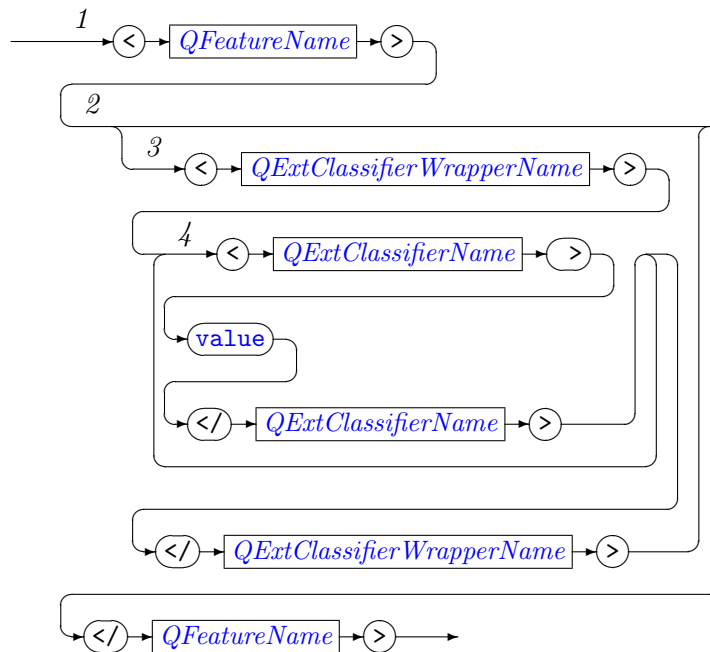 1
< QFeatureName >
2
3 < QExtClassifierWrapperName >
4 < QExtClassifierName >
value
</ QExtClassifierName >
</ QExtClassifierWrapperName >
</ QFeatureName >